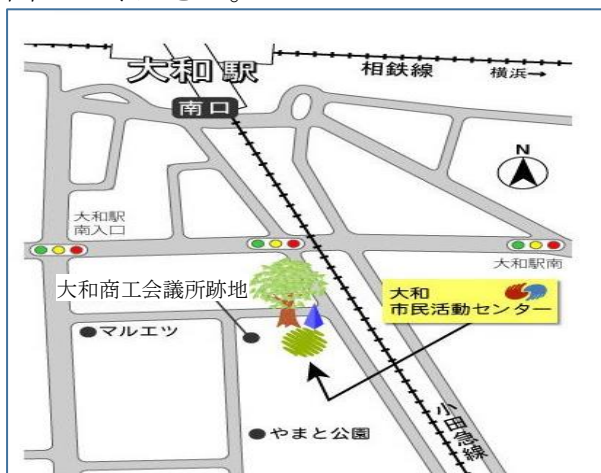 大和駅
相鉄線
横浜→
南口
N
大和駅
南入口
大和駅南
大和商工会議所跡地
大和
市民活動センター
●マルエツ
●やまと公園
小田急線